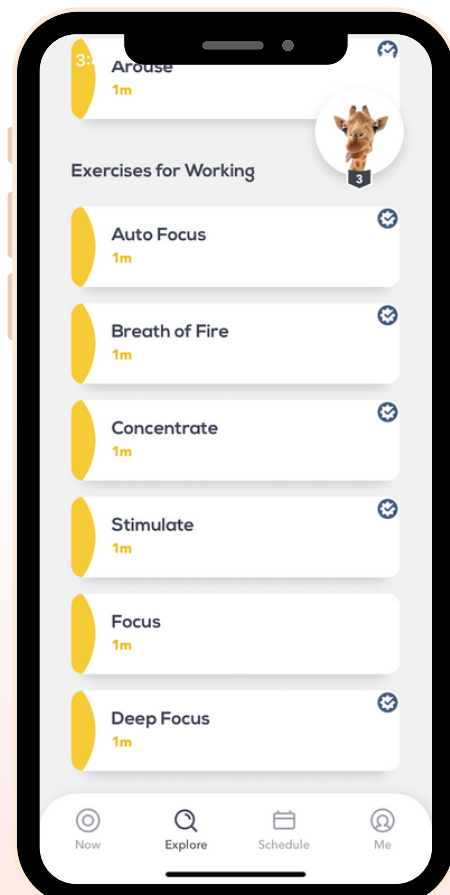 3:
Arouse
1m
3
Exercises for Working
Auto Focus
1m
Breath of Fire
1m
Concentrate
1m
Stimulate
1m
Focus
1m
Deep Focus
1m
Now
Explore
Schedule
Me